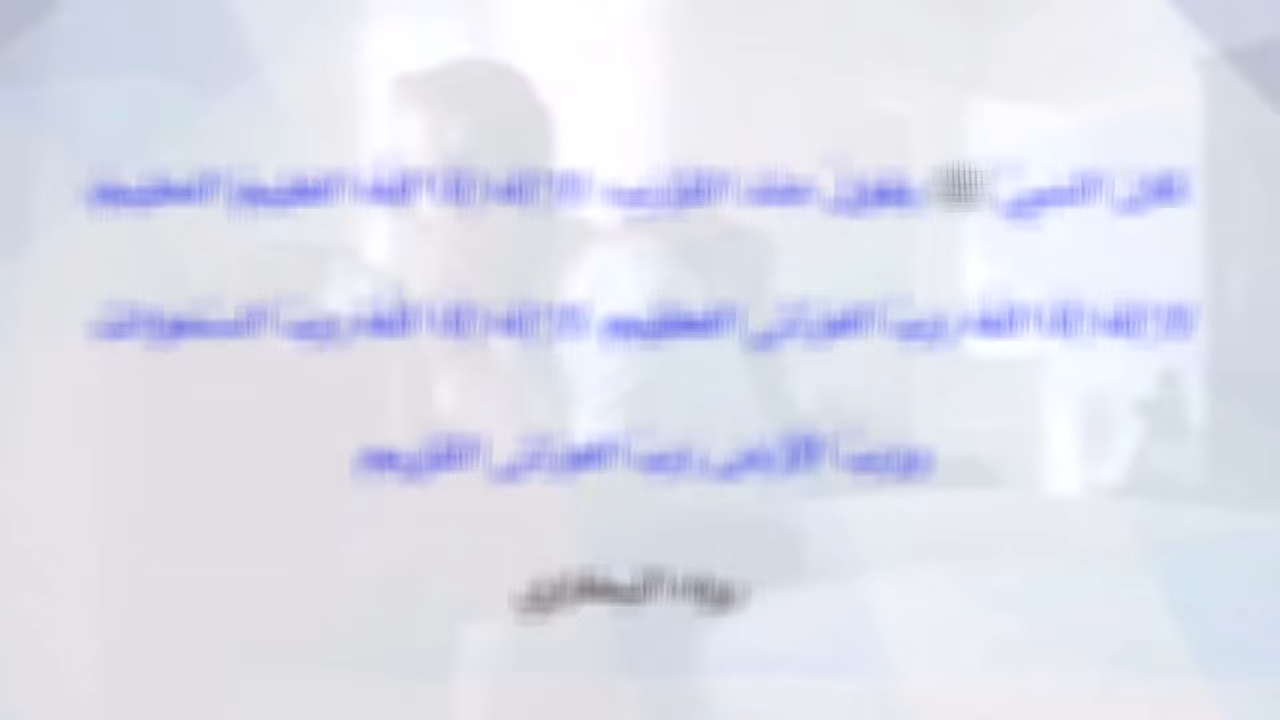 كان النبي ﷺ يقول عند الكرب لا إله إلا الله العليم الحليم
لا إله إلا الله رب العرش العظيم لا إله إلا الله رب السموات
ورب الأرض رب العرش الكريم
رواه البخاري